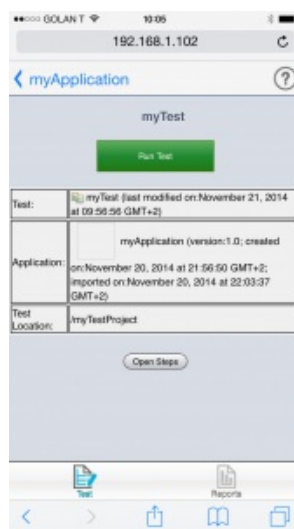 GOLAN T 10:05
192.168.1.102
myApplication ?
myTest
Run Test
Test: myTest (last modified on:November 21, 2014
at 09:56:56 GMT+2)
myApplication (version:1.0; created
Application: on:November 20, 2014 at 21:56:50 GMT+2;
imported on:November 20, 2014 at 22:03:37
GMT+2)
Test
Location: /myTestProject
Open Steps
Test Reports